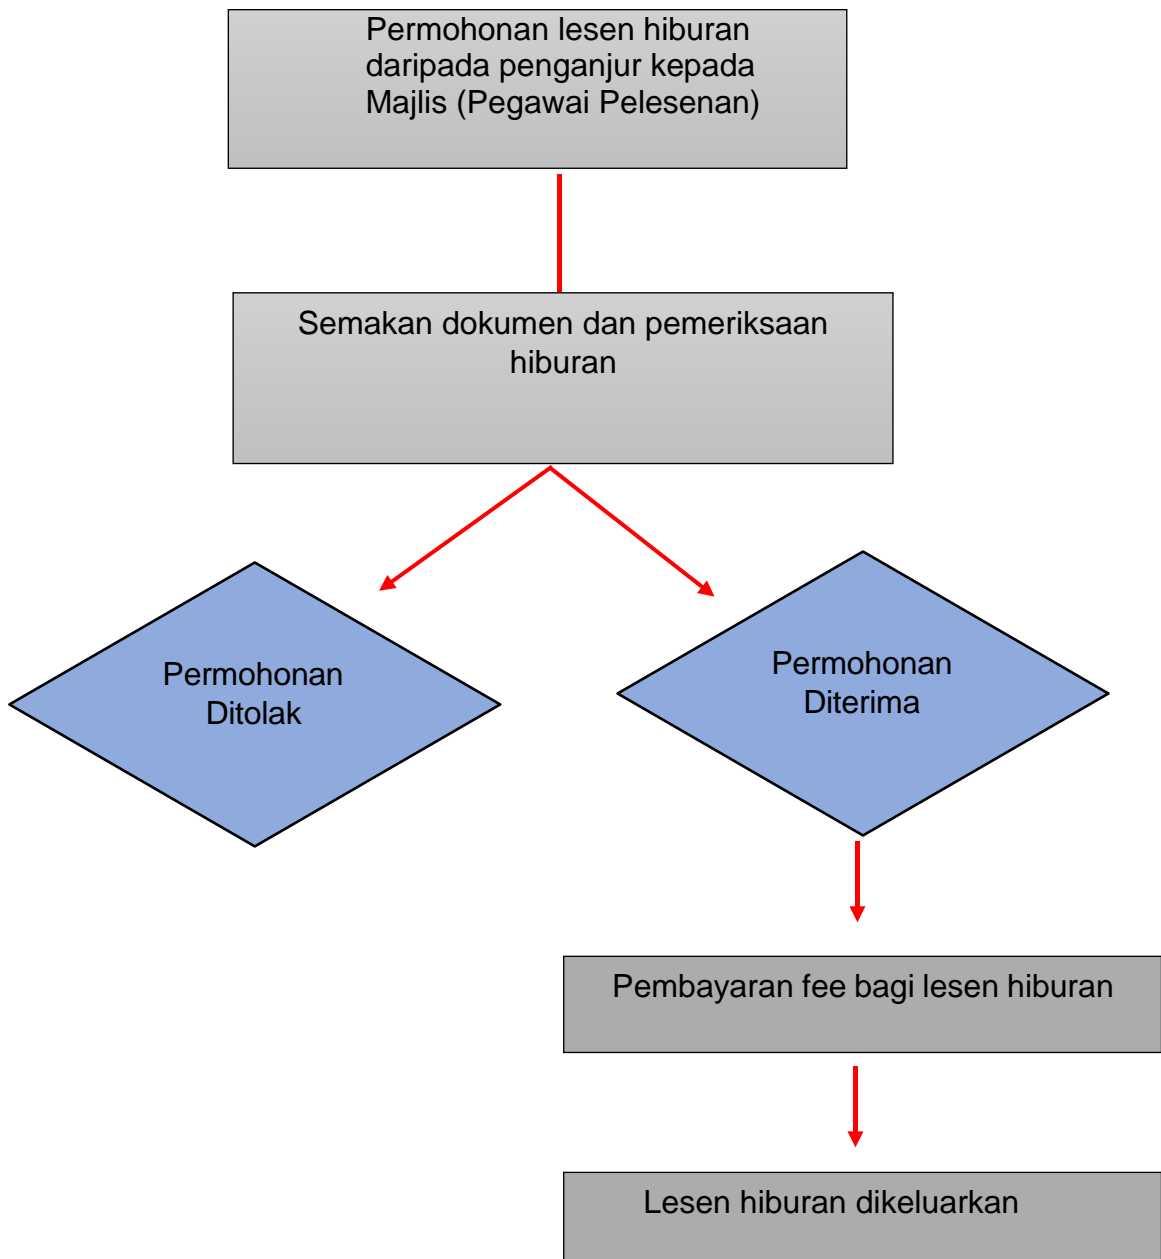 Permohonan lesen hiburan
daripada penganjur kepada
Majlis (Pegawai Pelesenan)
Semakan dokumen dan pemeriksaan
hiburan
Permohonan
Ditolak
Permohonan
Diterima
Pembayaran fee bagi lesen hiburan
Lesen hiburan dikeluarkan